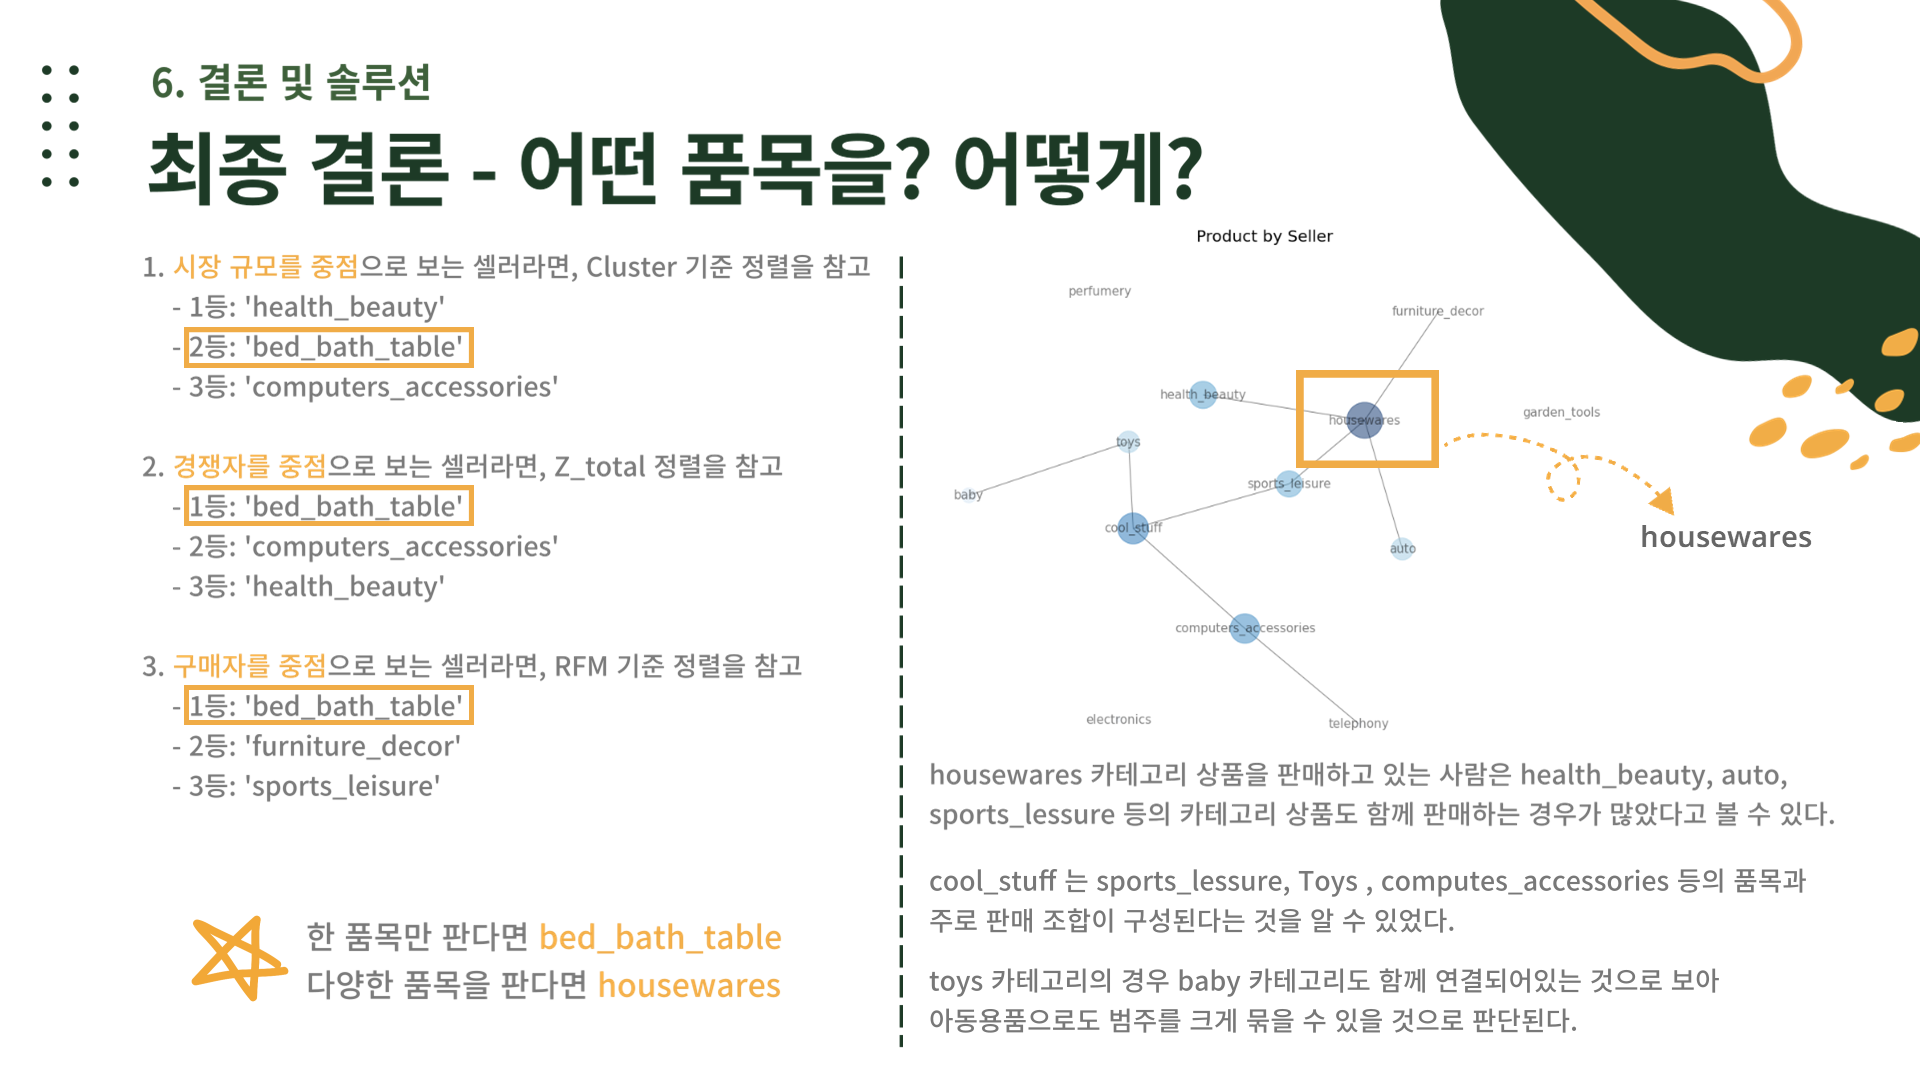 6. 결론 및 솔루션
최종 결론 - 어떤 품목을? 어떻게?
1. 시장 규모를 중점으로 보는 셀러라면, Cluster 기준 정렬을 참고
- 1등: 'health_beauty'
- 2등: 'bed_bath_table'
- 3등: 'computers_accessories'
2. 경쟁자를 중점으로 보는 셀러라면, Z_total 정렬을 참고
- 1등: 'bed_bath_table'
- 2등: 'computers_accessories'
- 3등: 'health_beauty'
3. 구매자를 중점으로 보는 셀러라면, RFM 기준 정렬을 참고
- 1등: 'bed_bath_table'
- 2등: 'furniture_decor'
- 3등: 'sports_leisure'
한 품목만 판다면 bed_bath_table
다양한 품목을 판다면 housewares
Product by Seller
perfumery
furniture_decor
health_beauty
housewares
garden_tools
toys
sports_leisure
baby
cool_stuff
auto
housewares
computers_accessories
electronics
telephony
housewares 카테고리 상품을 판매하고 있는 사람은 health_beauty, auto,
sports_lessure 등의 카테고리 상품도 함께 판매하는 경우가 많았다고 볼 수 있다.
cool_stuff 는 sports_lessure, Toys , computes_accessories 등의 품목과
주로 판매 조합이 구성된다는 것을 알 수 있었다.
toys 카테고리의 경우 baby 카테고리도 함께 연결되어있는 것으로 보아
아동용품으로도 범주를 크게 묶을 수 있을 것으로 판단된다.